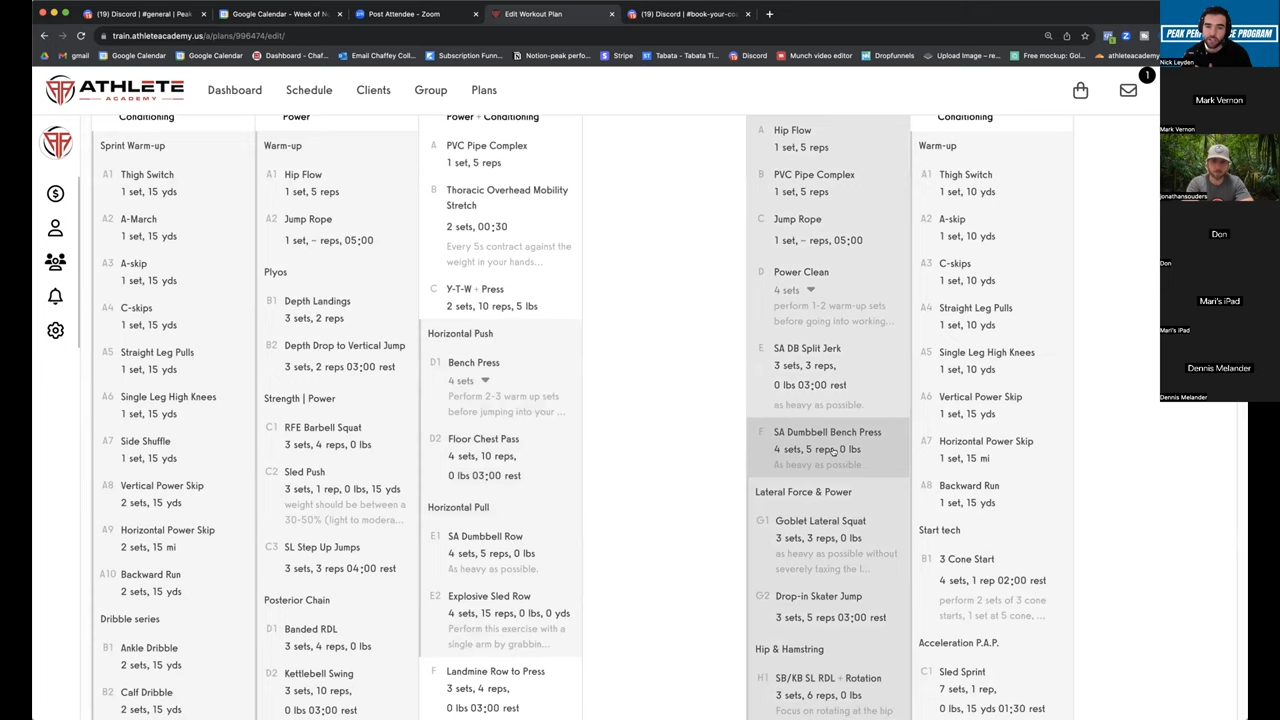 (19) Discord | #general | Peak
Google Calendar - Week of N
Post Attendee - Zoom
Edit Workout Plan
(19) Discord | #book-your-co
train.athleteacademy.us/a/plans/996474/edit/
gmail
Google Calendar
Google Calendar
Dashboard - Chaf...
Email Chaffey Coll...
Subscription Funn...
Notion-peak perfo...
Stripe
Tabata - Tabata Ti...
Discord
Munch video editor
Dropfunnels
Upload Image - re...
Free mockup: Gol...
athleteacademy
ATHLETE
ACADEMY
Dashboard
Schedule
Clients
Group
Plans
1
Conditioning
Sprint Warm-up
A1 Thigh Switch
1 set, 15 yds
A2 A-March
1 set, 15 yds
A3 A-skip
1 set, 15 yds
A4 C-skips
1 set, 15 yds
A5 Straight Leg Pulls
1 set, 15 yds
A6 Single Leg High Knees
1 set, 15 yds
A7 Side Shuffle
1 set, 15 yds
A8 Vertical Power Skip
2 sets, 15 yds
A9 Horizontal Power Skip
2 sets, 15 mi
A10 Backward Run
2 sets, 15 yds
Dribble series
B1 Ankle Dribble
2 sets, 15 yds
B2 Calf Dribble
2 sets, 15 yds
Power
Warm-up
A1 Hip Flow
1 set, 5 reps
A2 Jump Rope
1 set, – reps, 05:00
Plyos
B1 Depth Landings
3 sets, 2 reps
B2 Depth Drop to Vertical Jump
3 sets, 2 reps 03:00 rest
Strength | Power
C1 RFE Barbell Squat
3 sets, 4 reps, 0 lbs
C2 Sled Push
3 sets, 1 rep, 0 lbs, 15 yds
weight should be between a
30-50% (light to modera...
C3 SL Step Up Jumps
3 sets, 3 reps 04:00 rest
Posterior Chain
D1 Banded RDL
3 sets, 4 reps, 0 lbs
D2 Kettlebell Swing
3 sets, 10 reps,
0 lbs 03:00 rest
Power + Conditioning
A PVC Pipe Complex
1 set, 5 reps
B Thoracic Overhead Mobility
Stretch
2 sets, 00:30
Every 5s contract against the
weight in your hands...
C Y-T-W + Press
2 sets, 10 reps, 5 lbs
Horizontal Push
D1 Bench Press
4 sets
Perform 2-3 warm up sets
before jumping into your ...
D2 Floor Chest Pass
4 sets, 10 reps,
0 lbs 03:00 rest
Horizontal Pull
E1 SA Dumbbell Row
4 sets, 5 reps, 0 lbs
As heavy as possible.
E2 Explosive Sled Row
4 sets, 15 reps, 0 lbs, 0 yds
Perform this exercise with a
single arm by grabbin...
F Landmine Row to Press
3 sets, 4 reps,
0 lbs 03:00 rest
A Hip Flow
1 set, 5 reps
B PVC Pipe Complex
1 set, 5 reps
C Jump Rope
1 set, – reps, 05:00
D Power Clean
4 sets
perform 1-2 warm-up sets
before going into working...
E SA DB Split Jerk
3 sets, 3 reps,
0 lbs 03:00 rest
as heavy as possible.
F SA Dumbbell Bench Press
4 sets, 5 reps, 0 lbs
As heavy as possible
Lateral Force & Power
G1 Goblet Lateral Squat
3 sets, 3 reps, 0 lbs
as heavy as possible without
severely taxing the l...
G2 Drop-in Skater Jump
3 sets, 5 reps 03:00 rest
Hip & Hamstring
H1 SB/KB SL RDL + Rotation
3 sets, 6 reps, 0 lbs
Focus on rotating at the hip
Conditioning
Warm-up
A1 Thigh Switch
1 set, 10 yds
A2 A-skip
1 set, 10 yds
A3 C-skips
1 set, 10 yds
A4 Straight Leg Pulls
1 set, 10 yds
A5 Single Leg High Knees
1 set, 10 yds
A6 Vertical Power Skip
1 set, 15 yds
A7 Horizontal Power Skip
1 set, 15 mi
A8 Backward Run
1 set, 15 yds
Start tech
B1 3 Cone Start
4 sets, 1 rep 02:00 rest
perform 2 sets of 3 cone
starts, 1 set at 5 cone, ...
Acceleration P.A.P.
C1 Sled Sprint
7 sets, 1 rep,
0 lbs, 15 yds 01:30 rest
Nick Leyden
Mark Vernon
Mark Vernon
jonathansouders
Don
Don
Mari's iPad
Mari's iPad
Dennis Melander
Dennis Melander